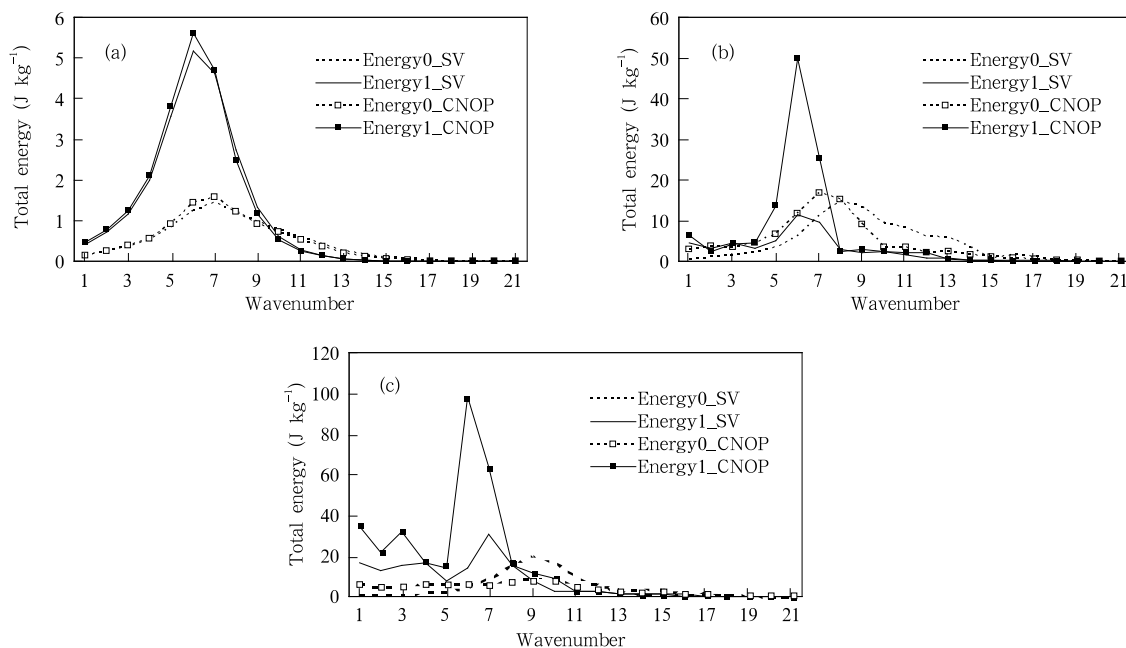 6
5
4
3
2
1
0
Total energy (J kg⁻¹)
(a)
Energy0_SV
Energy1_SV
Energy0_CNOP
Energy1_CNOP
1 3 5 7 9 11 13 15 17 19 21
Wavenumber
60
50
40
30
20
10
0
Total energy (J kg⁻¹)
(b)
Energy0_SV
Energy1_SV
Energy0_CNOP
Energy1_CNOP
1 3 5 7 9 11 13 15 17 19 21
Wavenumber
120
100
80
60
40
20
0
Total energy (J kg⁻¹)
(c)
Energy0_SV
Energy1_SV
Energy0_CNOP
Energy1_CNOP
1 3 5 7 9 11 13 15 17 19 21
Wavenumber